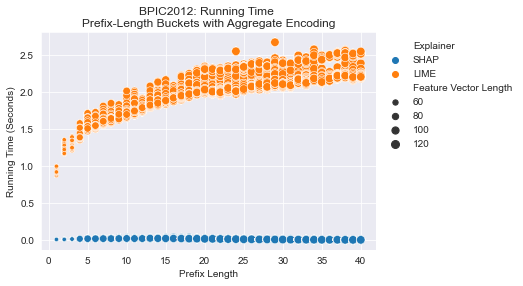 BPIC2012: Running Time
Prefix-Length Buckets with Aggregate Encoding
Running Time (Seconds)
2.5
2.0
1.5
1.0
0.5
0.0
0 5 10 15 20 25 30 35 40
Prefix Length
Explainer
SHAP
LIME
Feature Vector Length
60
80
100
120